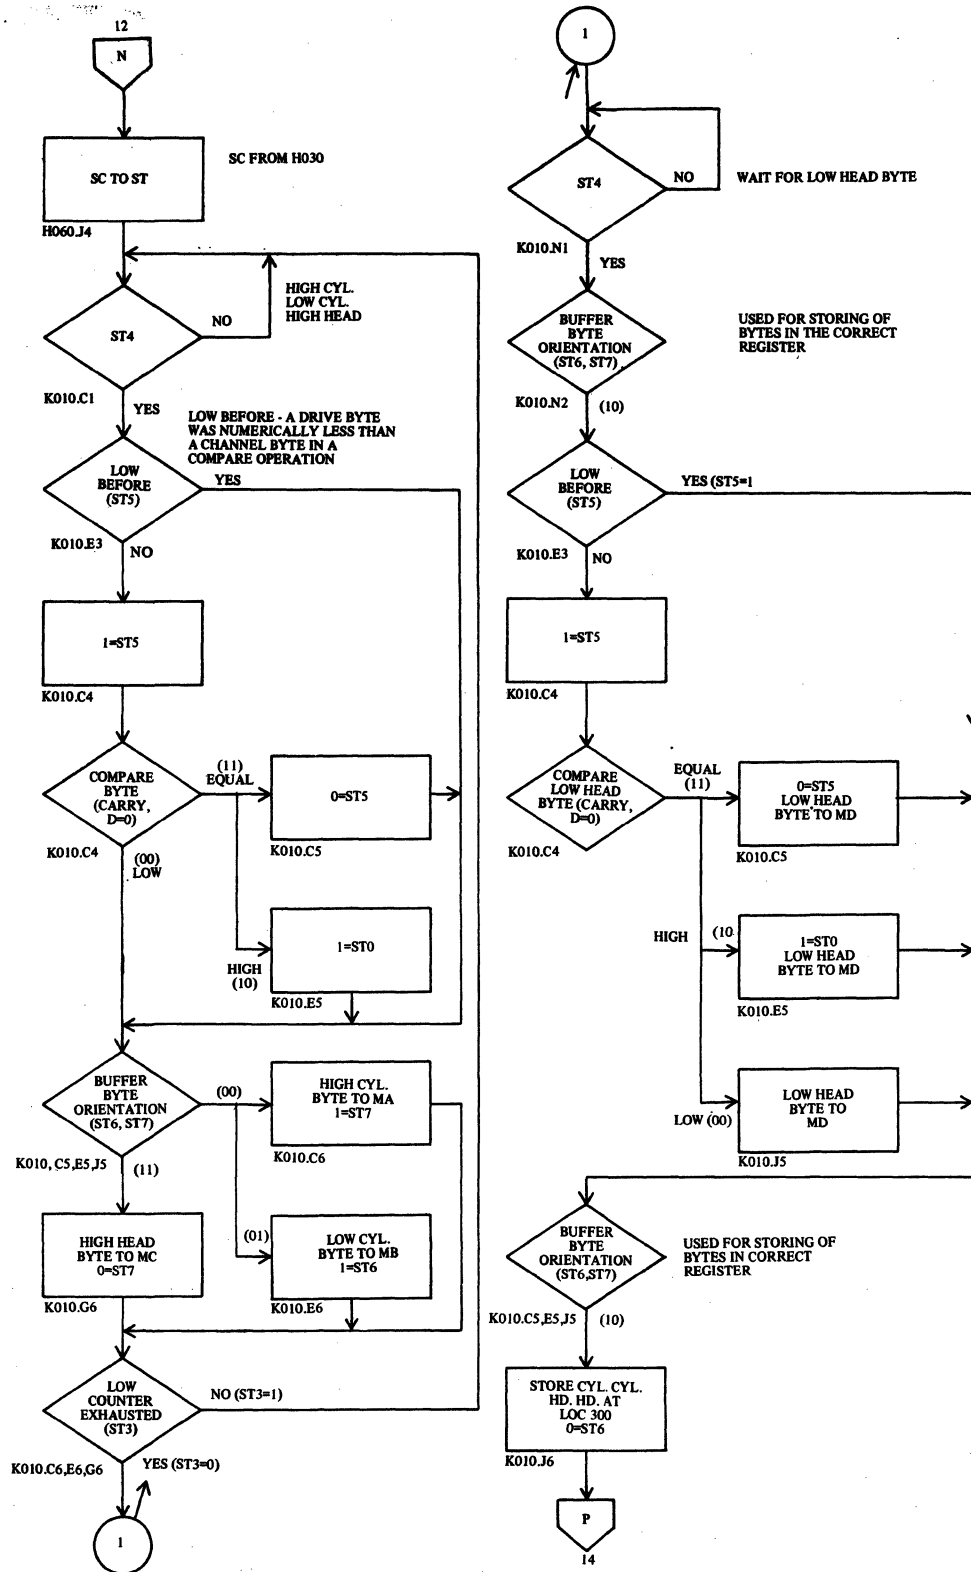 12
N
SC TO ST
SC FROM H030
H060.J4
ST4
NO
HIGH CYL.
LOW CYL.
HIGH HEAD
K010.C1
YES
LOW BEFORE - A DRIVE BYTE
WAS NUMERICALLY LESS THAN
A CHANNEL BYTE IN A
COMPARE OPERATION
LOW
BEFORE
(ST5)
YES
K010.E3
NO
1=ST5
K010.C4
COMPARE
BYTE
(CARRY,
D=0)
(11)
EQUAL
0=ST5
K010.C4
K010.C5
(00)
LOW
1=ST0
HIGH
(10)
K010.E5
BUFFER
BYTE
ORIENTATION
(ST6, ST7)
(00)
HIGH CYL.
BYTE TO MA
1=ST7
K010.C6
K010, C5,E5,J5
(11)
HIGH HEAD
BYTE TO MC
0=ST7
K010.G6
(01)
LOW CYL.
BYTE TO MB
1=ST6
K010.E6
LOW
COUNTER
EXHAUSTED
(ST3)
NO (ST3=1)
K010.C6,E6,G6
YES (ST3=0)
1
1
ST4
NO
WAIT FOR LOW HEAD BYTE
K010.N1
YES
BUFFER
BYTE
ORIENTATION
(ST6, ST7)
USED FOR STORING OF
BYTES IN THE CORRECT
REGISTER
K010.N2
(10)
LOW
BEFORE
(ST5)
YES (ST5=1
K010.E3
NO
1=ST5
K010.C4
COMPARE
LOW HEAD
BYTE (CARRY,
D=0)
EQUAL
(11)
0=ST5
LOW HEAD
BYTE TO MD
K010.C4
K010.C5
HIGH
(10
1=ST0
LOW HEAD
BYTE TO MD
K010.E5
LOW (00)
LOW HEAD
BYTE TO
MD
K010.J5
BUFFER
BYTE
ORIENTATION
(ST6,ST7)
USED FOR STORING OF
BYTES IN CORRECT
REGISTER
K010.C5,E5,J5
(10)
STORE CYL. CYL.
HD. HD. AT
LOC 300
0=ST6
K010.J6
P
14